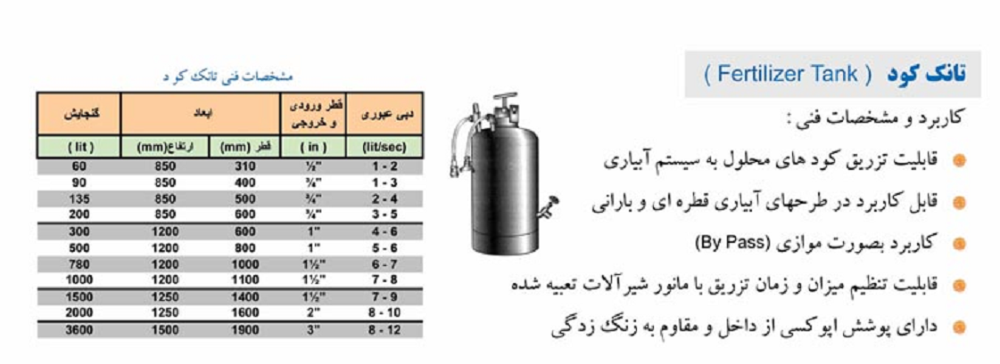 تانک کود ( Fertilizer Tank )
کاربرد و مشخصات فنی :
قابلیت تزریق کود های محلول به سیستم آبیاری
قابل کاربرد در طرحهای آبیاری قطره ای و بارانی
کاربرد بصورت موازی (By Pass)
قابلیت تنظیم میزان و زمان تزریق با مانور شیرآلات تعبیه شده
دارای پوشش اپوکسی از داخل و مقاوم به زنگ زدگی
مشخصات فنی تانک کو د
گنجایش ابعاد قطر ورودی و خروجی دبی عبوری
( lit ) ارتفاع(mm) قطر (mm) ( in ) (lit/sec)
60 850 310 ½" 1 - 2
90 850 400 ¾" 1 - 3
135 850 500 ¾" 2 - 4
200 850 600 ¾" 3 - 5
300 1200 600 1" 4 - 6
500 1200 800 1" 5 - 6
780 1200 1000 1½" 6 - 7
1000 1200 1100 1½" 7 - 8
1500 1250 1400 1½" 7 - 9
2000 1250 1600 2" 8 - 10
3600 1500 1900 3" 8 - 12